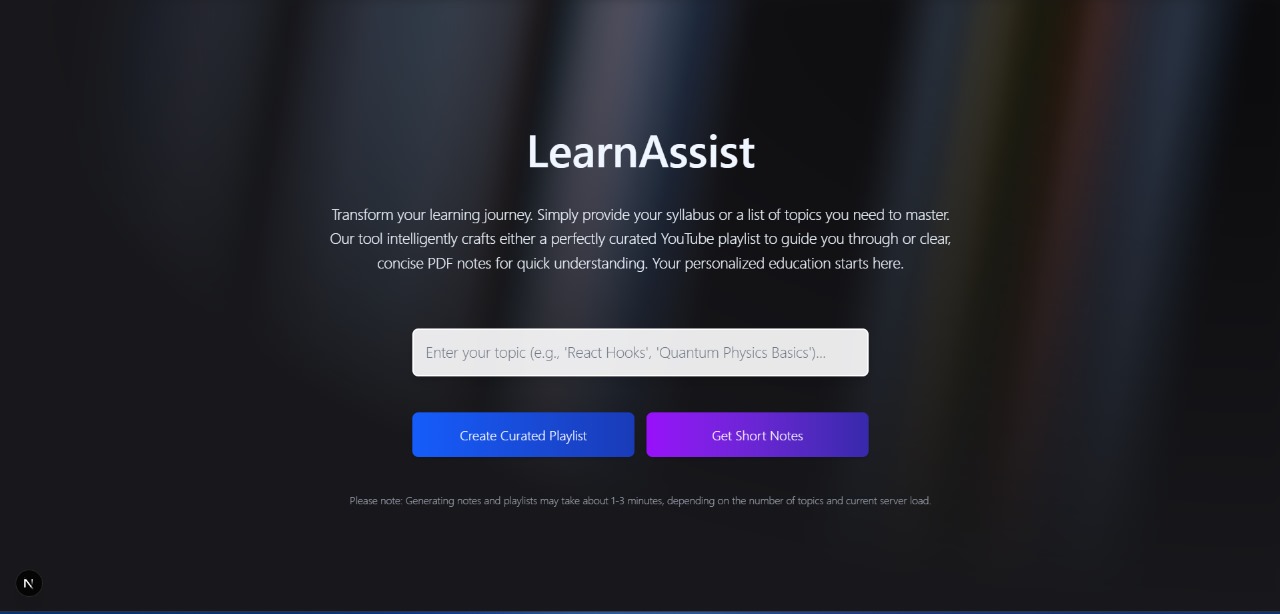 LearnAssist
Transform your learning journey. Simply provide your syllabus or a list of topics you need to master.
Our tool intelligently crafts either a perfectly curated YouTube playlist to guide you through or clear,
concise PDF notes for quick understanding. Your personalized education starts here.
Enter your topic (e.g., 'React Hooks', 'Quantum Physics Basics')...
Create Curated Playlist
Get Short Notes
Please note: Generating notes and playlists may take about 1-3 minutes, depending on the number of topics and current server load.
N